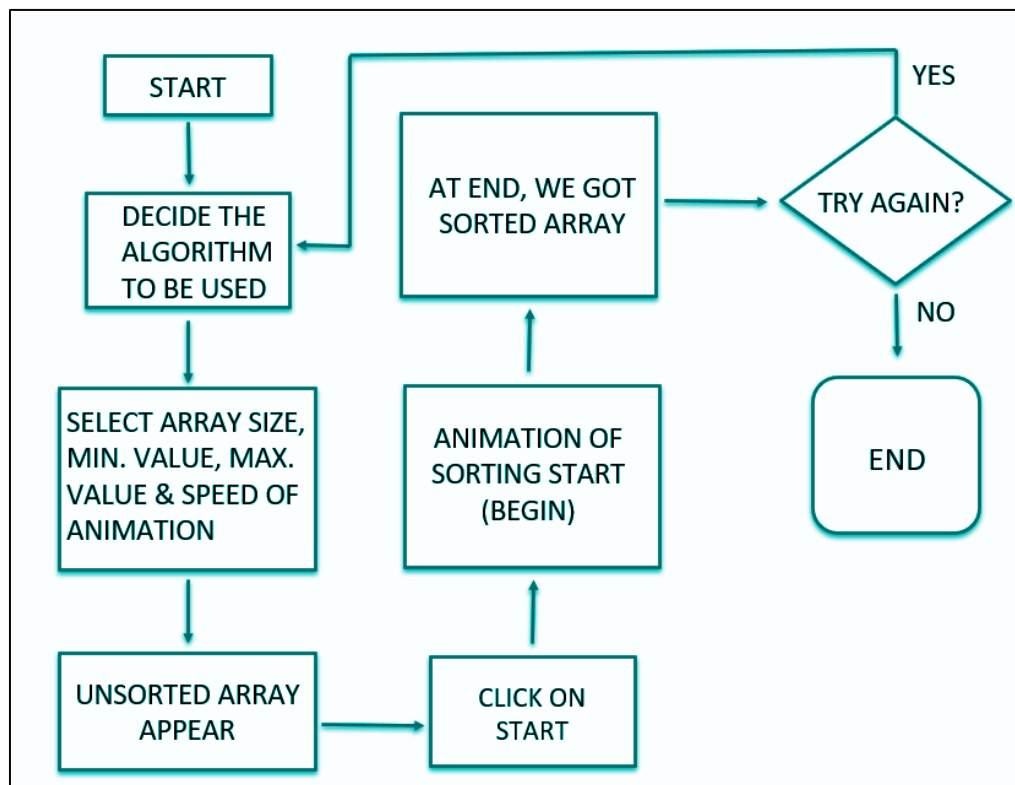 START
DECIDE THE
ALGORITHM
TO BE USED
SELECT ARRAY SIZE,
MIN. VALUE, MAX.
VALUE & SPEED OF
ANIMATION
UNSORTED ARRAY
APPEAR
CLICK ON
START
ANIMATION OF
SORTING START
(BEGIN)
AT END, WE GOT
SORTED ARRAY
TRY AGAIN?
YES
NO
END